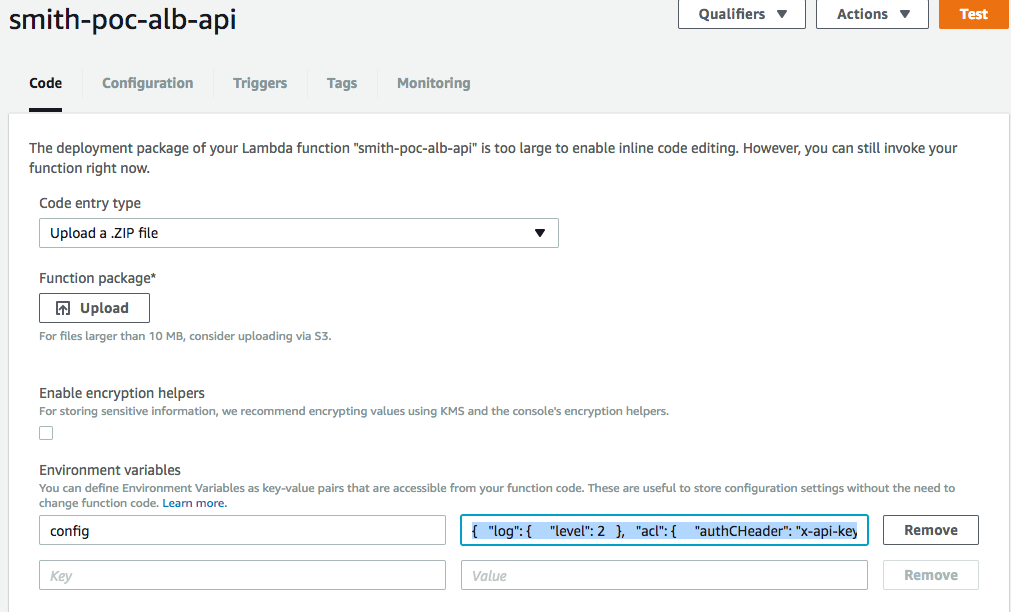 smith-poc-alb-api
Qualifiers
Actions
Test
Code
Configuration
Triggers
Tags
Monitoring
The deployment package of your Lambda function "smith-poc-alb-api" is too large to enable inline code editing. However, you can still invoke your
function right now.
Code entry type
Upload a .ZIP file
Function package*
Upload
For files larger than 10 MB, consider uploading via S3.
Enable encryption helpers
For storing sensitive information, we recommend encrypting values using KMS and the console's encryption helpers.
Environment variables
You can define Environment Variables as key-value pairs that are accessible from your function code. These are useful to store configuration settings without the need to
change function code. Learn more.
config
{ "log": { "level": 2 }, "acl": { "authCHeader": "x-api-key
Remove
Key
Value
Remove